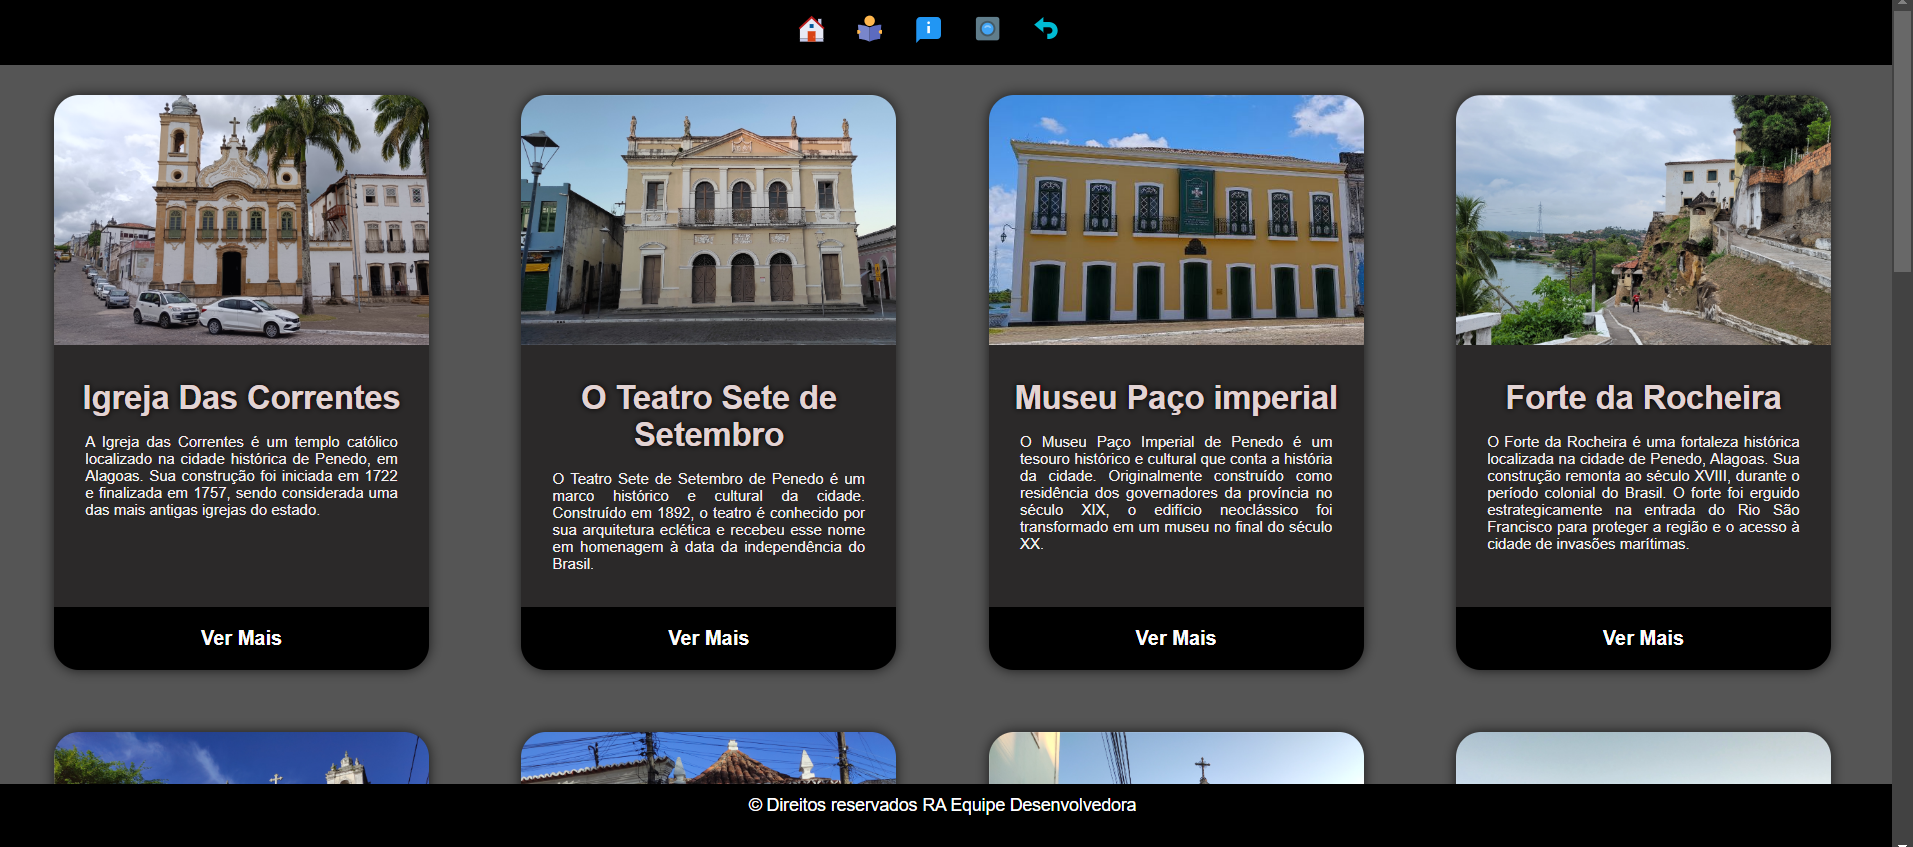 Igreja Das Correntes
A Igreja das Correntes é um templo católico
localizado na cidade histórica de Penedo, em
Alagoas. Sua construção foi iniciada em 1722
e finalizada em 1757, sendo considerada uma
das mais antigas igrejas do estado.
Ver Mais
O Teatro Sete de
Setembro
O Teatro Sete de Setembro de Penedo é um
marco histórico e cultural da cidade.
Construído em 1892, o teatro é conhecido por
sua arquitetura eclética e recebeu esse nome
em homenagem à data da independência do
Brasil.
Ver Mais
Museu Paço imperial
O Museu Paço Imperial de Penedo é um
tesouro histórico e cultural que conta a história
da cidade. Originalmente construído como
residência dos governadores da província no
século XIX, o edifício neoclássico foi
transformado em um museu no final do século
XX.
Ver Mais
Forte da Rocheira
O Forte da Rocheira é uma fortaleza histórica
localizada na cidade de Penedo, Alagoas. Sua
construção remonta ao século XVIII, durante o
período colonial do Brasil. O forte foi erguido
estrategicamente na entrada do Rio São
Francisco para proteger a região e o acesso à
cidade de invasões marítimas.
Ver Mais
© Direitos reservados RA Equipe Desenvolvedora